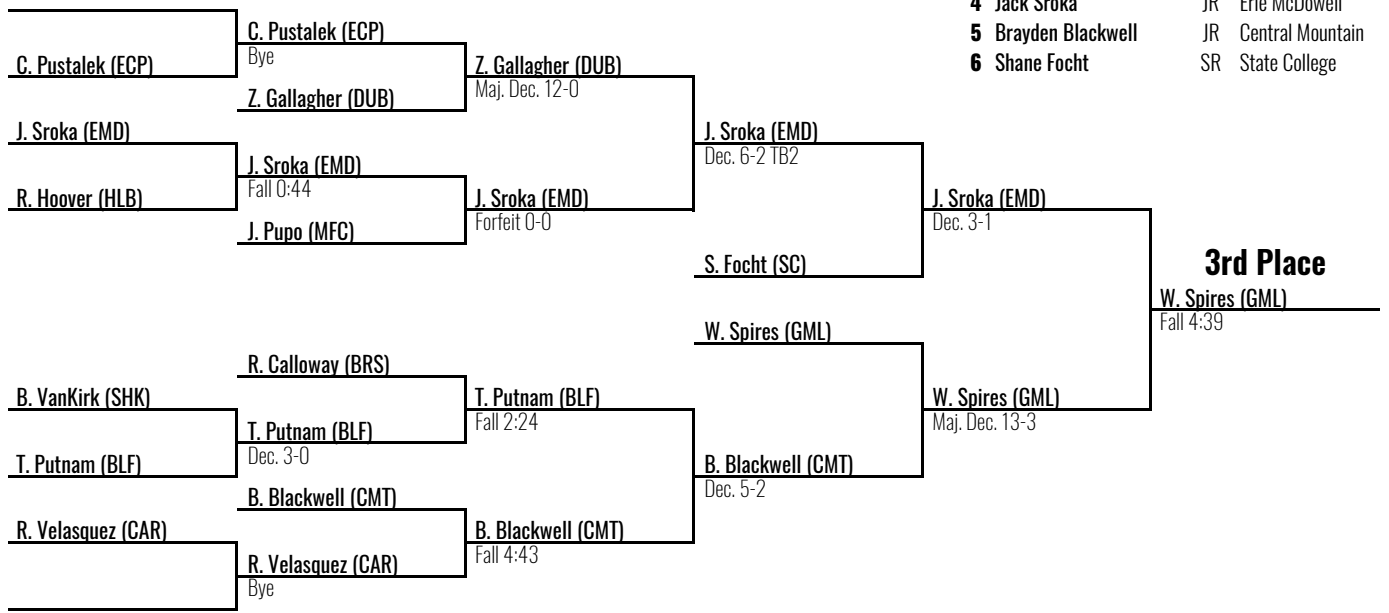 4 Jack Sroka JR Erie McDowell
5 Brayden Blackwell JR Central Mountain
6 Shane Focht SR State College
C. Pustalek (ECP)
Bye
C. Pustalek (ECP)
Z. Gallagher (DUB)
Maj. Dec. 12-0
Z. Gallagher (DUB)
J. Sroka (EMD)
J. Sroka (EMD)
Dec. 6-2 TB2
J. Sroka (EMD)
Fall 0:44
R. Hoover (HLB)
J. Sroka (EMD)
Forfeit 0-0
J. Sroka (EMD)
Dec. 3-1
J. Pupo (MFC)
S. Focht (SC)
3rd Place
W. Spires (GML)
Fall 4:39
W. Spires (GML)
R. Calloway (BRS)
B. VanKirk (SHK)
T. Putnam (BLF)
Fall 2:24
W. Spires (GML)
Maj. Dec. 13-3
T. Putnam (BLF)
Dec. 3-0
T. Putnam (BLF)
B. Blackwell (CMT)
Dec. 5-2
B. Blackwell (CMT)
R. Velasquez (CAR)
B. Blackwell (CMT)
Fall 4:43
R. Velasquez (CAR)
Bye